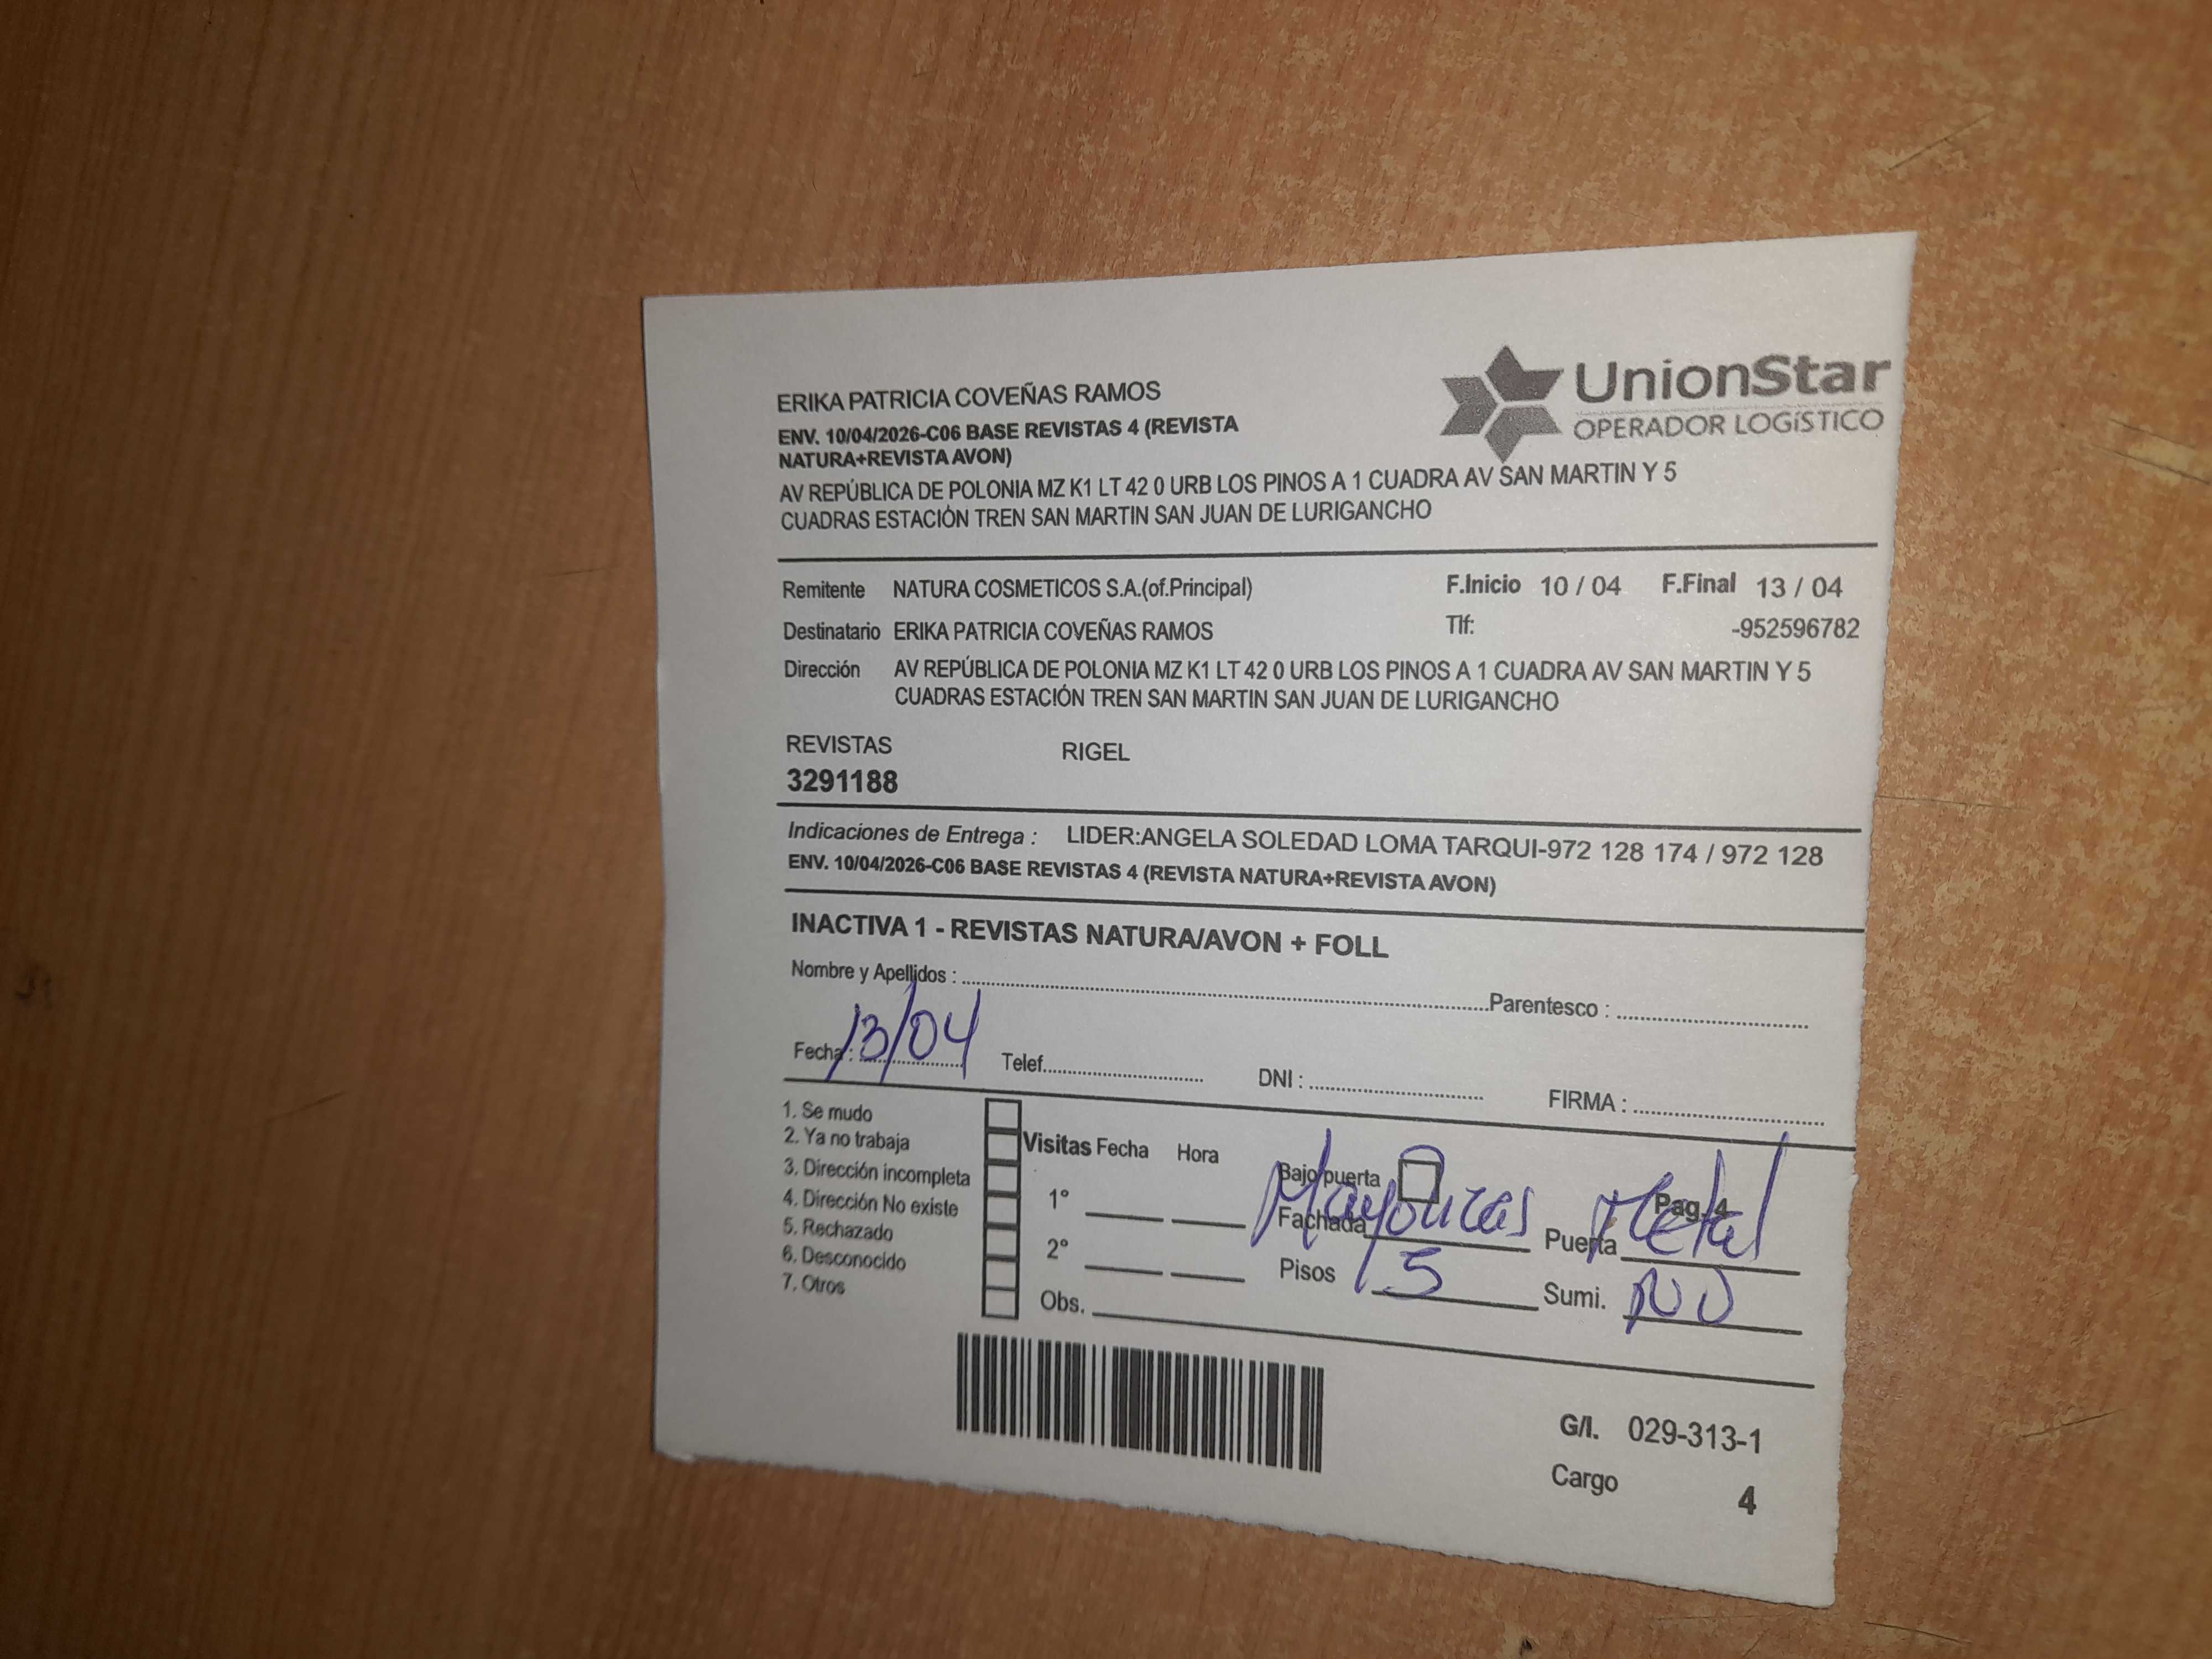 UnionStar
OPERADOR LOGÍSTICO
ERIKA PATRICIA COVEÑAS RAMOS
ENV. 10/04/2026-C06 BASE REVISTAS 4 (REVISTA
NATURA+REVISTA AVON)
AV REPÚBLICA DE POLONIA MZ K1 LT 42 0 URB LOS PINOS A 1 CUADRA AV SAN MARTIN Y 5
CUADRAS ESTACIÓN TREN SAN MARTIN SAN JUAN DE LURIGANCHO
Remitente NATURA COSMETICOS S.A.(of.Principal) F.Inicio 10 / 04 F.Final 13 / 04
Destinatario ERIKA PATRICIA COVEÑAS RAMOS Tlf: -952596782
Dirección AV REPÚBLICA DE POLONIA MZ K1 LT 42 0 URB LOS PINOS A 1 CUADRA AV SAN MARTIN Y 5
CUADRAS ESTACIÓN TREN SAN MARTIN SAN JUAN DE LURIGANCHO
REVISTAS RIGEL
3291188
Indicaciones de Entrega : LIDER:ANGELA SOLEDAD LOMA TARQUI-972 128 174 / 972 128
ENV. 10/04/2026-C06 BASE REVISTAS 4 (REVISTA NATURA+REVISTA AVON)
INACTIVA 1 - REVISTAS NATURA/AVON + FOLL
Nombre y Apellidos : Parentesco :
Fecha : 13/04 Telef. DNI : FIRMA :
1. Se mudo
2. Ya no trabaja
3. Dirección incompleta
4. Dirección No existe
5. Rechazado
6. Desconocido
7. Otros
Visitas Fecha Hora
1°
2°
Obs.
Bajo puerta Pag. 4
Fachada Mayolicas Puerta Metal
Pisos 5 Sumi. NO
G/I. 029-313-1
Cargo 4